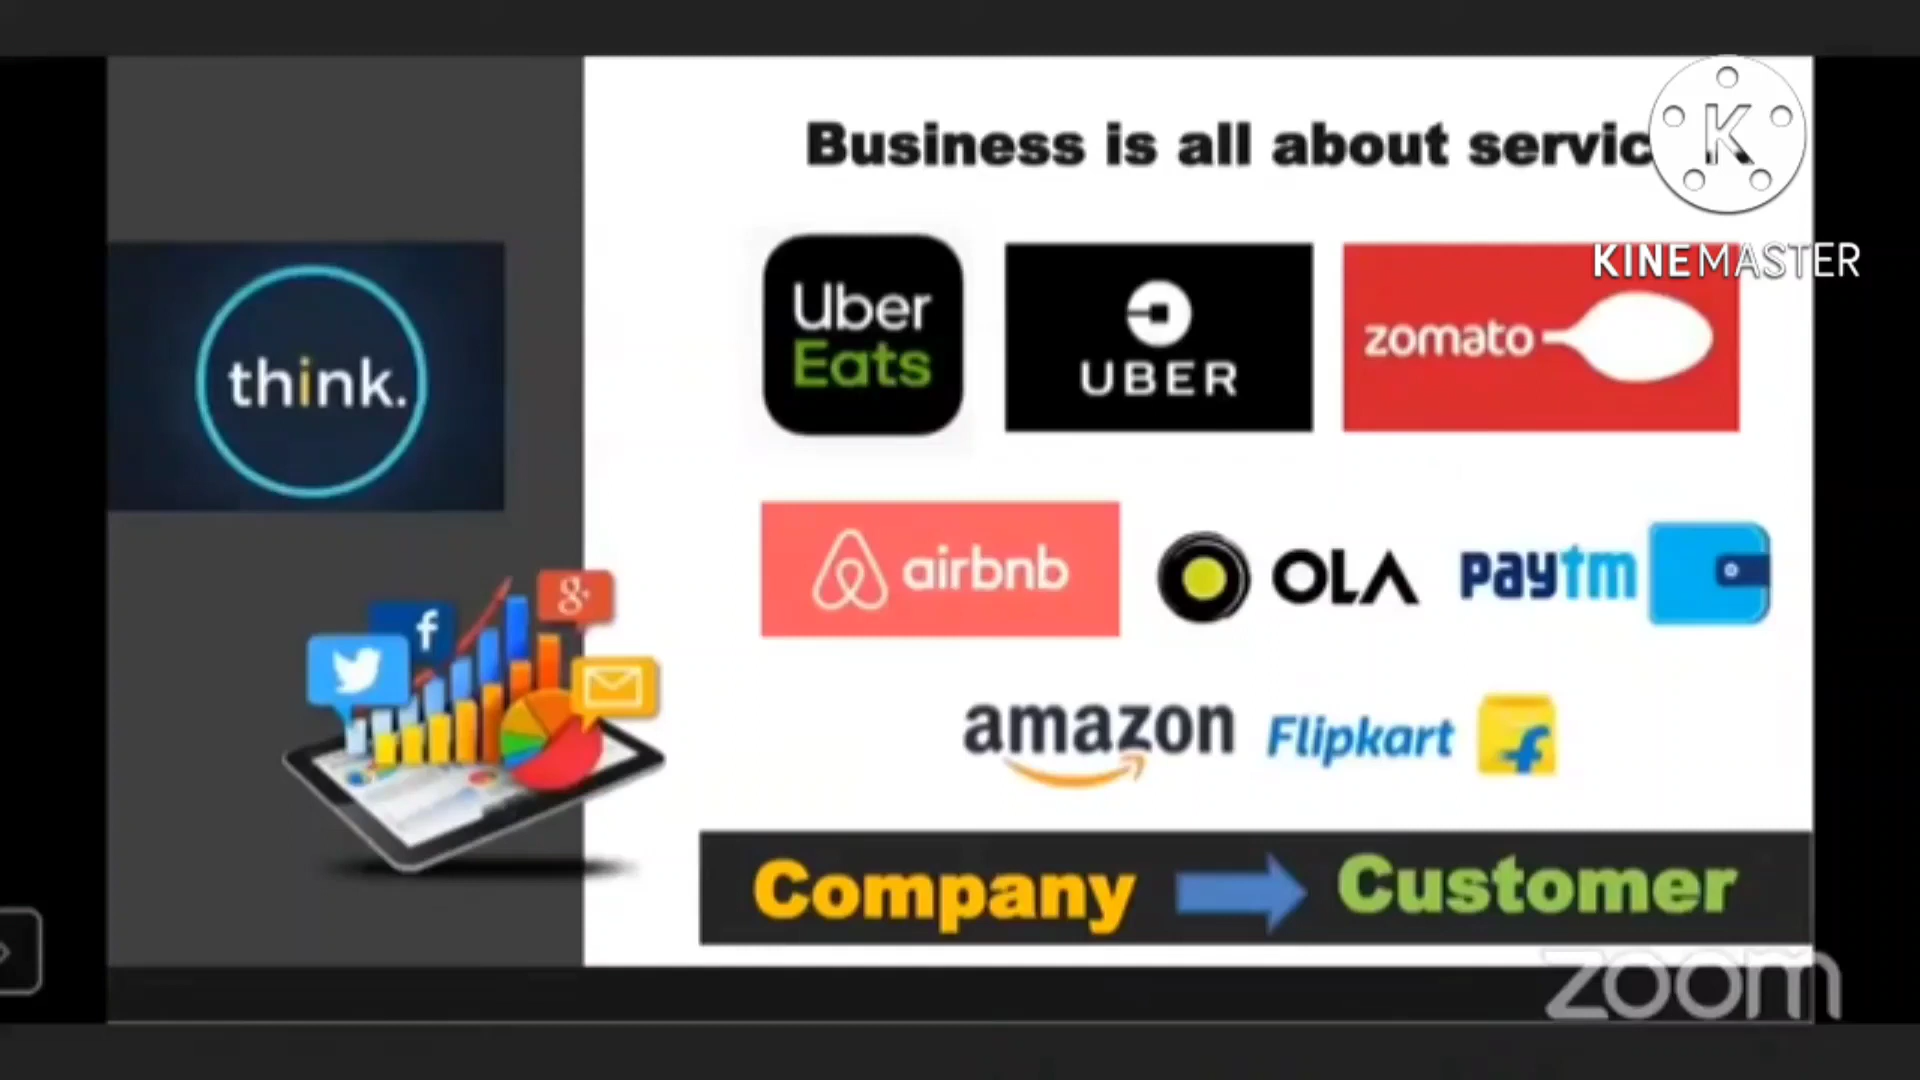 Business is all about servic
K
KINEMASTER
Uber
Eats
UBER
zomato
think.
airbnb
OLA
paytm
f
g+
amazon
Flipkart
f
Company
Customer
zoom